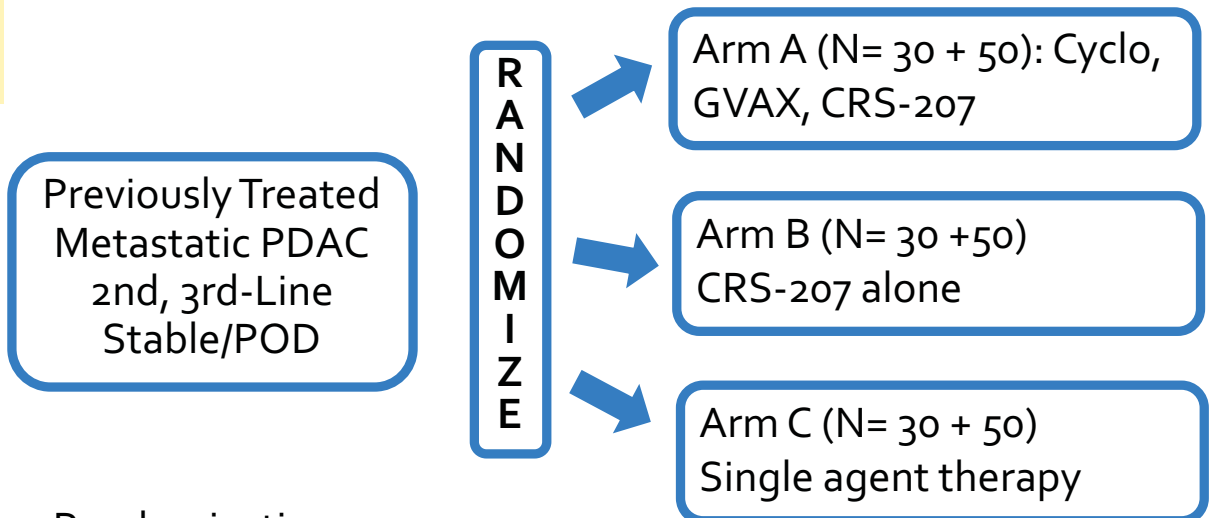 Previously Treated
Metastatic PDAC
2nd, 3rd-Line
Stable/POD
R
A
N
D
O
M
I
Z
E
Arm A (N= 30 + 50): Cyclo,
GVAX, CRS-207
Arm B (N= 30 +50)
CRS-207 alone
Arm C (N= 30 + 50)
Single agent therapy